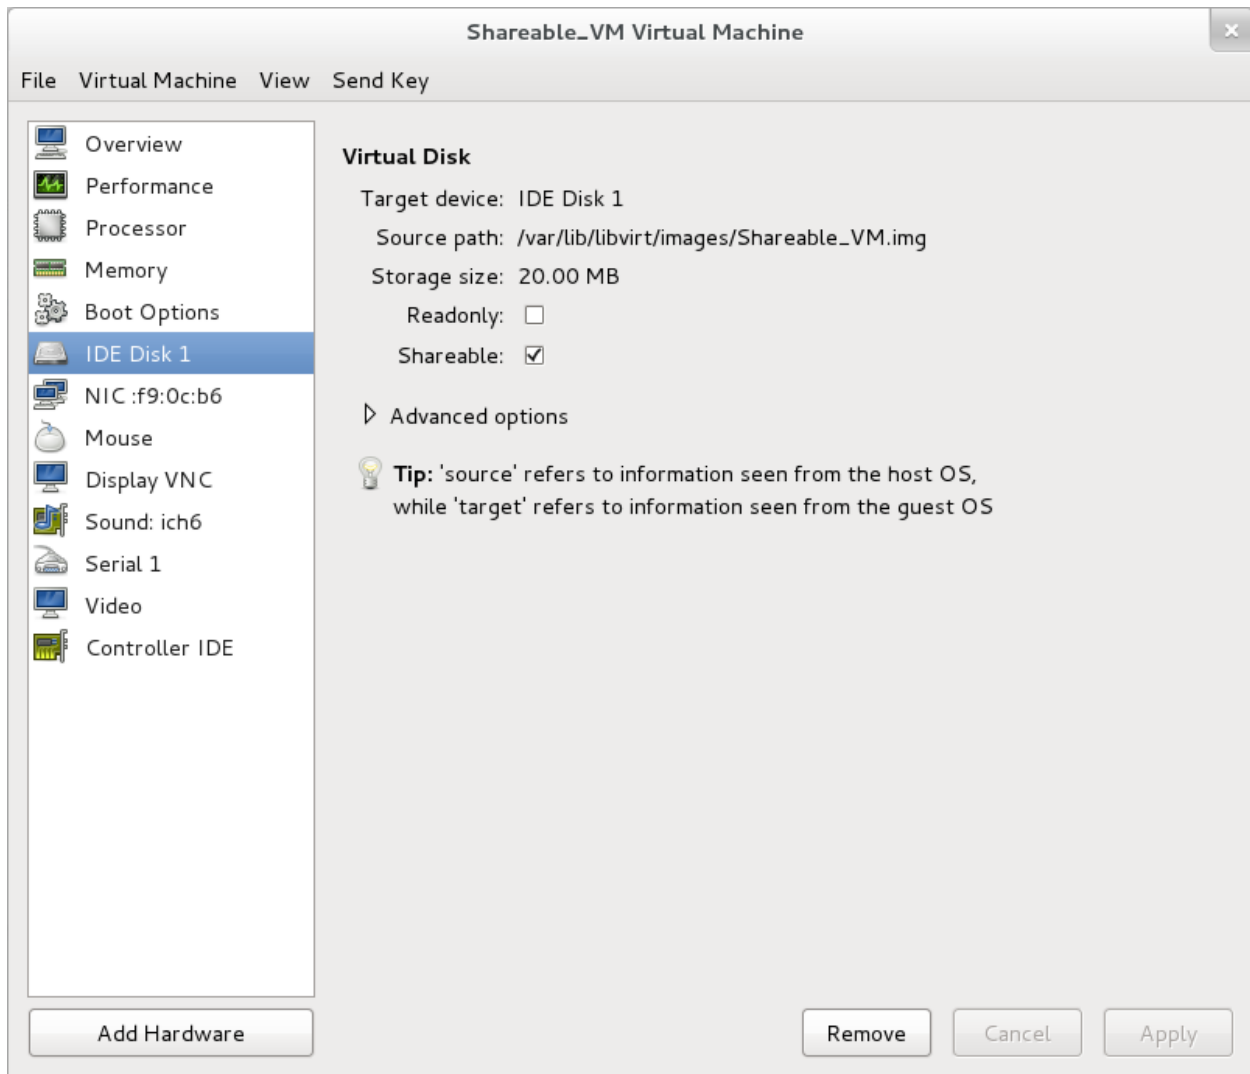 Shareable_VM Virtual Machine
File Virtual Machine View Send Key
Overview
Performance
Processor
Memory
Boot Options
IDE Disk 1
NIC :f9:0c:b6
Mouse
Display VNC
Sound: ich6
Serial 1
Video
Controller IDE
Add Hardware
Virtual Disk
Target device: IDE Disk 1
Source path: /var/lib/libvirt/images/Shareable_VM.img
Storage size: 20.00 MB
Readonly:
Shareable:
Advanced options
Tip: 'source' refers to information seen from the host OS,
while 'target' refers to information seen from the guest OS
Remove Cancel Apply